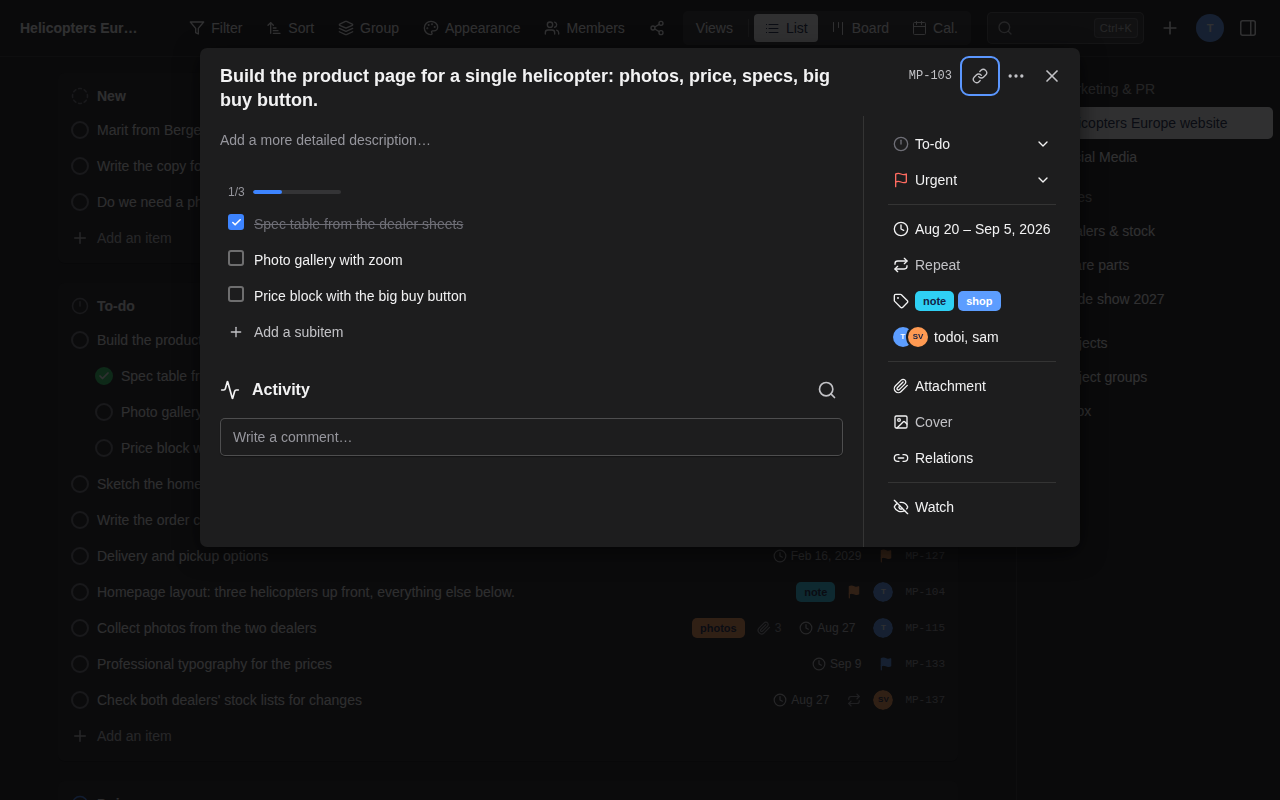 Helicopters Eur…
Filter
Sort
Group
Appearance
Members
Views
List
Board
Cal.
Ctrl+K
T
Build the product page for a single helicopter: photos, price, specs, big
buy button.
MP-103
Add a more detailed description…
1/3
Spec table from the dealer sheets
Photo gallery with zoom
Price block with the big buy button
Add a subitem
Activity
Write a comment…
To-do
Urgent
Aug 20 – Sep 5, 2026
Repeat
note shop
T SV todoi, sam
Attachment
Cover
Relations
Watch
New
Marit from Berge
Write the copy fo
Do we need a ph
Add an item
To-do
Build the product
Spec table fr
Photo gallery
Price block w
Sketch the home
Write the order c
Delivery and pickup options Feb 16, 2029 MP-127
Homepage layout: three helicopters up front, everything else below. note T MP-104
Collect photos from the two dealers photos 3 Aug 27 T MP-115
Professional typography for the prices Sep 9 MP-133
Check both dealers' stock lists for changes Aug 27 SV MP-137
Add an item
keting & PR
copters Europe website
ial Media
es
alers & stock
are parts
de show 2027
jects
ject groups
ox